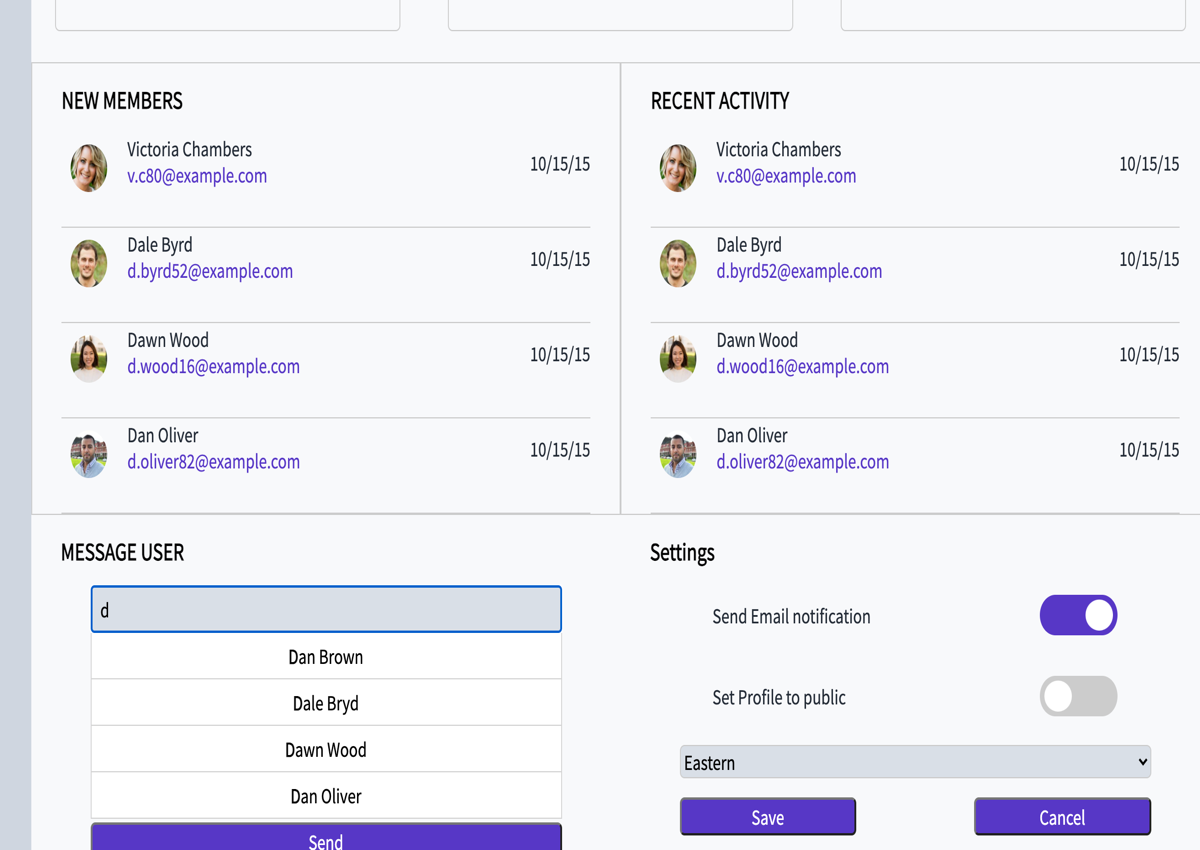 NEW MEMBERS
Victoria Chambers
v.c80@example.com
10/15/15
Dale Byrd
d.byrd52@example.com
10/15/15
Dawn Wood
d.wood16@example.com
10/15/15
Dan Oliver
d.oliver82@example.com
10/15/15
RECENT ACTIVITY
Victoria Chambers
v.c80@example.com
10/15/15
Dale Byrd
d.byrd52@example.com
10/15/15
Dawn Wood
d.wood16@example.com
10/15/15
Dan Oliver
d.oliver82@example.com
10/15/15
MESSAGE USER
d
Dan Brown
Dale Bryd
Dawn Wood
Dan Oliver
Send
Settings
Send Email notification
Set Profile to public
Eastern
Save
Cancel